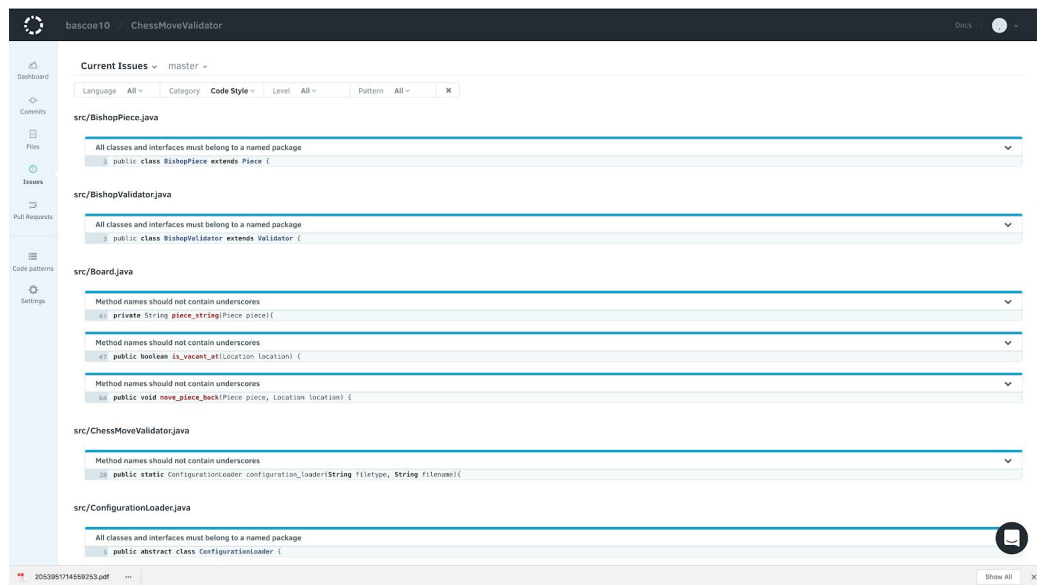 bascoe10 / ChessMoveValidator Docs
Dashboard
Commits
Files
Issues
Pull Requests
Code patterns
Settings
Current Issues master
Language All Category Code Style Level All Pattern All
src/BishopPiece.java
All classes and interfaces must belong to a named package
3 public class BishopPiece extends Piece {
src/BishopValidator.java
All classes and interfaces must belong to a named package
3 public class BishopValidator extends Validator {
src/Board.java
Method names should not contain underscores
41 private String piece_string(Piece piece){
Method names should not contain underscores
47 public boolean is_vacant_at(Location location) {
Method names should not contain underscores
64 public void move_piece_back(Piece piece, Location location) {
src/ChessMoveValidator.java
Method names should not contain underscores
28 public static ConfigurationLoader configuration_loader(String filetype, String filename){
src/ConfigurationLoader.java
All classes and interfaces must belong to a named package
3 public abstract class ConfigurationLoader {
2053951714559253.pdf ... Show All